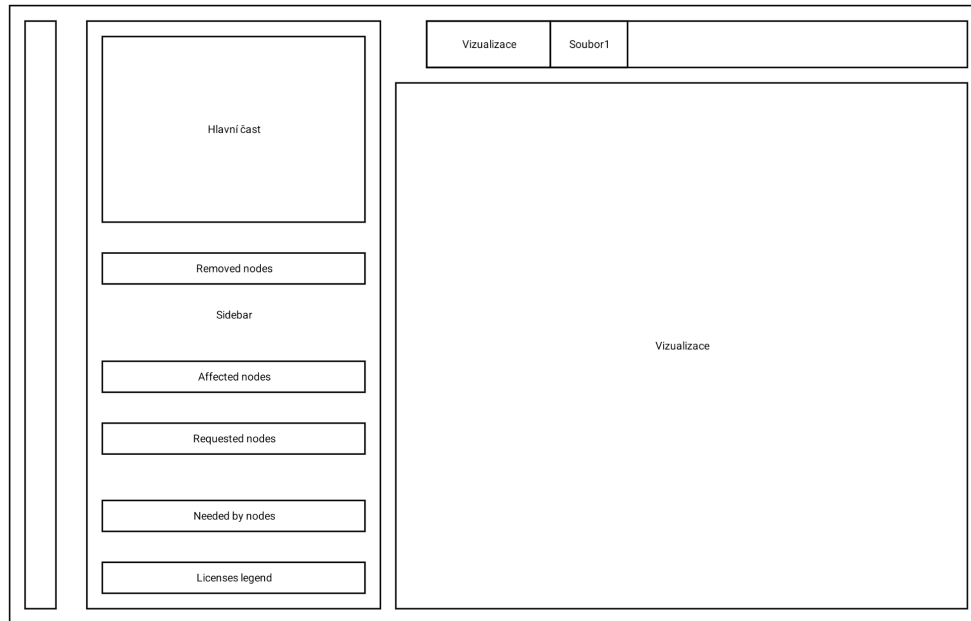 Hlavní čast
Removed nodes
Sidebar
Affected nodes
Requested nodes
Needed by nodes
Licenses legend
Vizualizace
Soubor1
Vizualizace